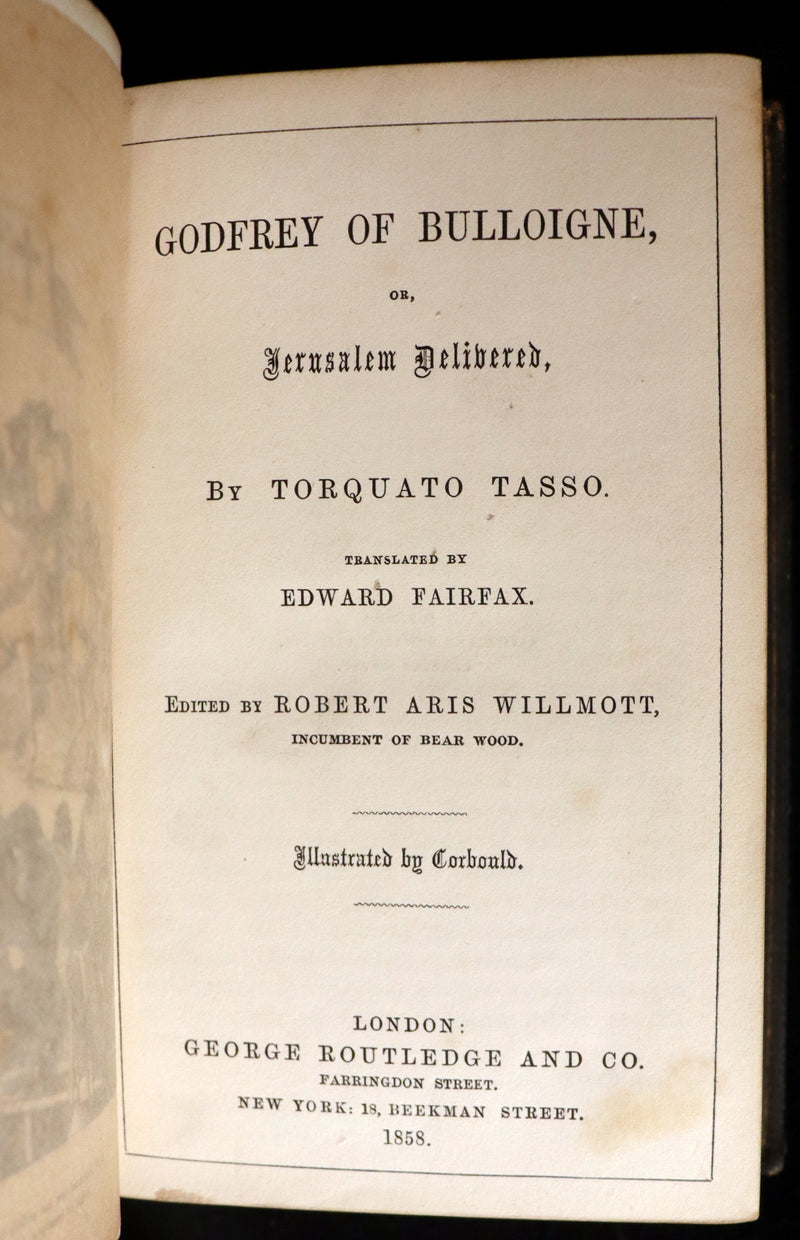 GODFREY OF BULLOIGNE,
OR,
Jerusalem Delivered,
By TORQUATO TASSO.
TRANSLATED BY
EDWARD FAIRFAX.
Edited by ROBERT ARIS WILLMOTT,
INCUMBENT OF BEAR WOOD.
Illustrated by Corbould.
LONDON:
GEORGE ROUTLEDGE AND CO.
FARRINGDON STREET.
NEW YORK: 18, BEEKMAN STREET.
1858.